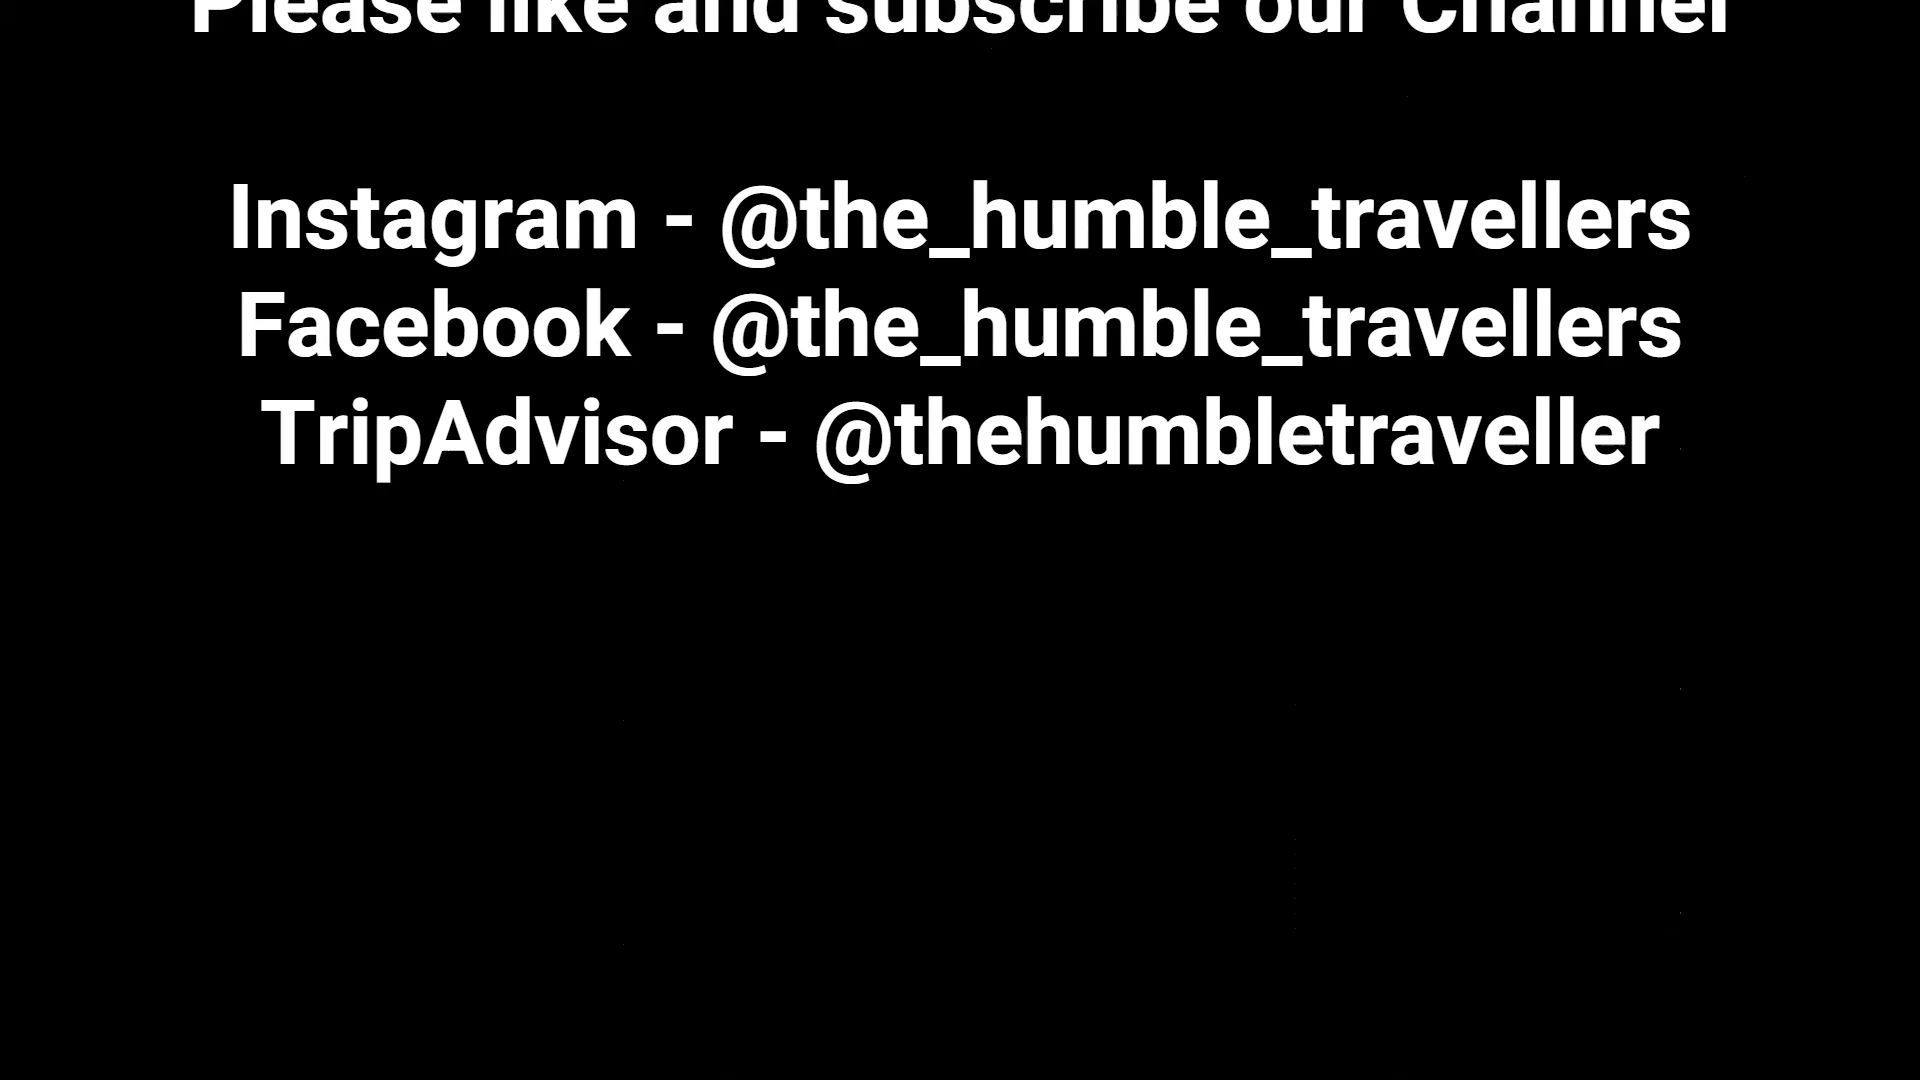 Please like and subscribe our Channel
Instagram - @the_humble_travellers
Facebook - @the_humble_travellers
TripAdvisor - @thehumbletraveller